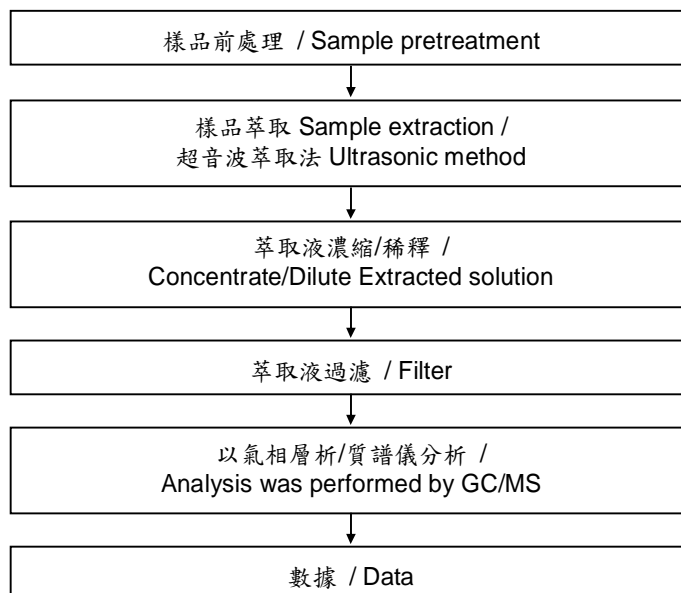 樣品前處理 / Sample pretreatment
樣品萃取 Sample extraction /
超音波萃取法 Ultrasonic method
萃取液濃縮/稀釋 /
Concentrate/Dilute Extracted solution
萃取液過濾 / Filter
以氣相層析/質譜儀分析 /
Analysis was performed by GC/MS
數據 / Data